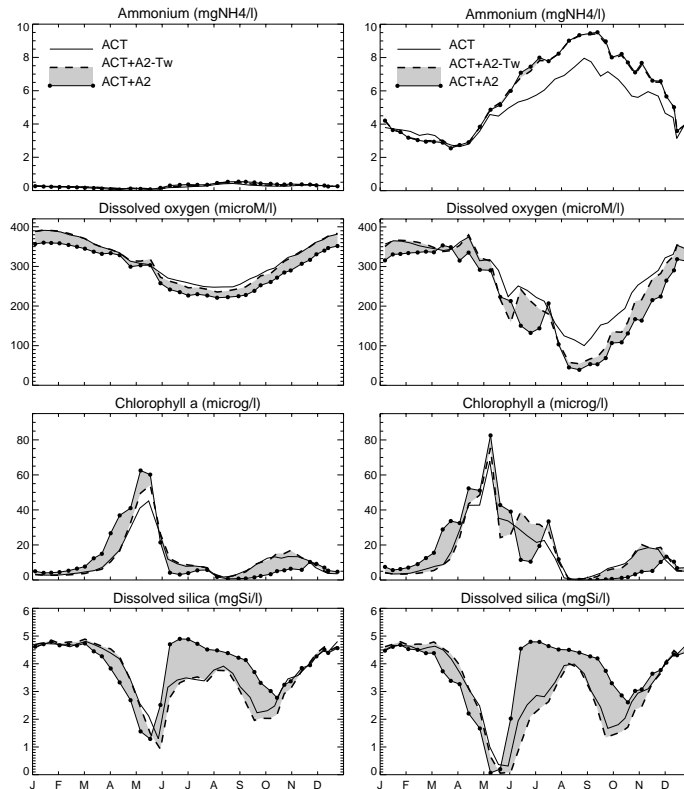 Ammonium (mgNH4/l)
ACT
ACT+A2-Tw
ACT+A2
10
8
6
4
2
0
Ammonium (mgNH4/l)
ACT
ACT+A2-Tw
ACT+A2
10
8
6
4
2
0
Dissolved oxygen (microM/l)
400
300
200
100
0
Dissolved oxygen (microM/l)
400
300
200
100
0
Chlorophyll a (microg/l)
80
60
40
20
0
Chlorophyll a (microg/l)
80
60
40
20
0
Dissolved silica (mgSi/l)
6
5
4
3
2
1
0
J F M A M J J A S O N D
Dissolved silica (mgSi/l)
6
5
4
3
2
1
0
J F M A M J J A S O N D